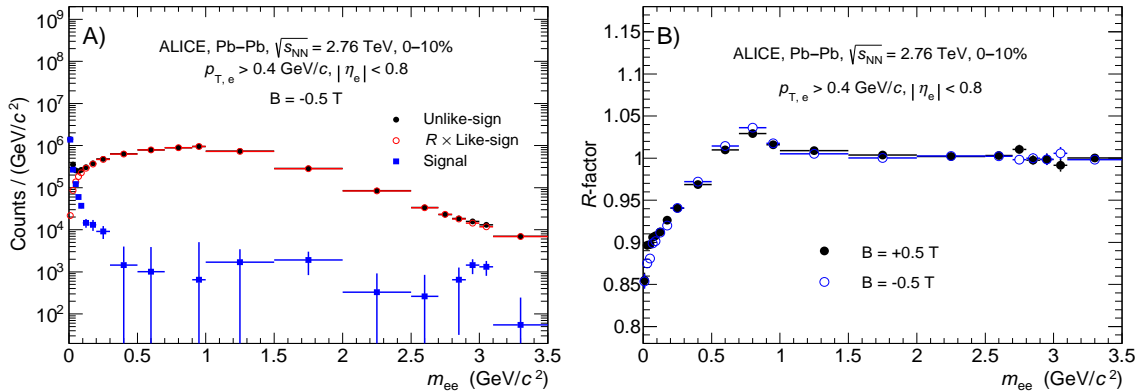 A)
ALICE, Pb–Pb, √sNN = 2.76 TeV, 0–10%
pT, e > 0.4 GeV/c, | ηe | < 0.8
B = -0.5 T
Unlike-sign
R × Like-sign
Signal
Counts / (GeV/c²)
10⁹
10⁸
10⁷
10⁶
10⁵
10⁴
10³
10²
0 0.5 1 1.5 2 2.5 3 3.5
mee (GeV/c²)
B)
ALICE, Pb–Pb, √sNN = 2.76 TeV, 0–10%
pT, e > 0.4 GeV/c, | ηe | < 0.8
B = +0.5 T
B = -0.5 T
R-factor
1.15
1.1
1.05
1
0.95
0.9
0.85
0.8
0 0.5 1 1.5 2 2.5 3 3.5
mee (GeV/c²)